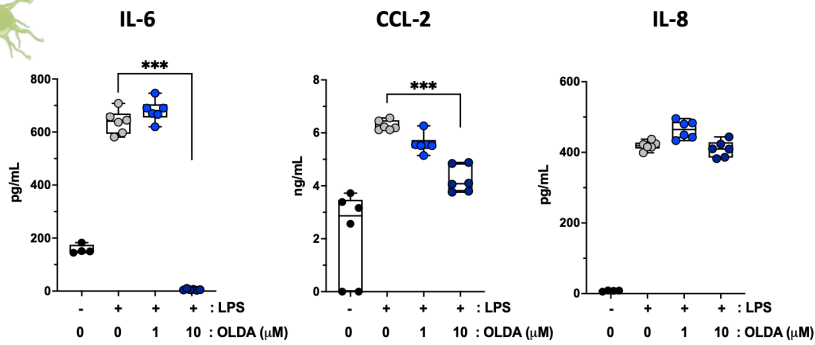 IL-6
CCL-2
IL-8
***
***
800
600
400
200
0
pg/mL
8
6
4
2
0
ng/mL
600
400
200
0
pg/mL
- + + + : LPS
0 0 1 10 : OLDA (μM)
- + + + : LPS
0 0 1 10 : OLDA (μM)
- + + + : LPS
0 0 1 10 : OLDA (μM)